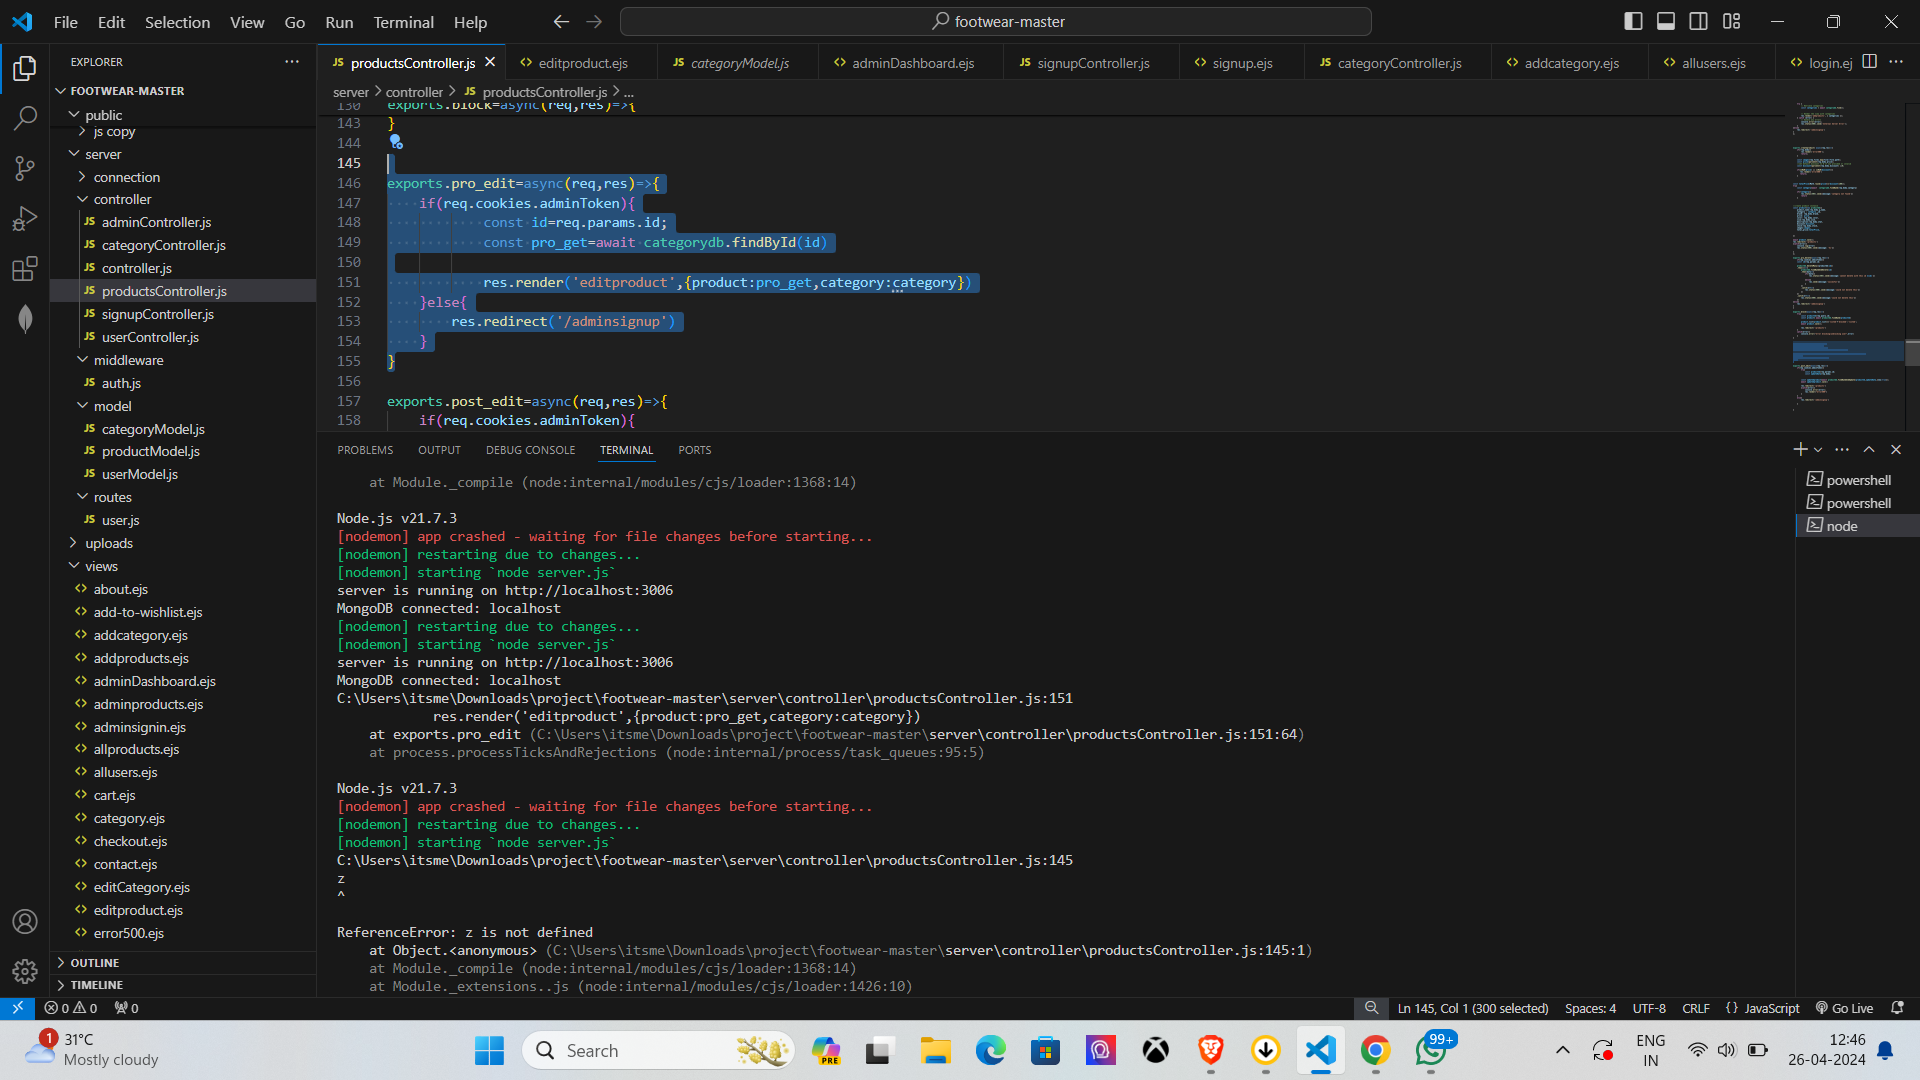 File Edit Selection View Go Run Terminal Help
footwear-master
EXPLORER
JS productsController.js
editproduct.ejs
JS categoryModel.js
adminDashboard.ejs
JS signupController.js
signup.ejs
JS categoryController.js
addcategory.ejs
allusers.ejs
login.ej
FOOTWEAR-MASTER
server > controller > JS productsController.js > ...
public
js copy
server
connection
controller
JS adminController.js
JS categoryController.js
JS controller.js
JS productsController.js
JS signupController.js
JS userController.js
middleware
JS auth.js
model
JS categoryModel.js
JS productModel.js
JS userModel.js
routes
JS user.js
uploads
views
about.ejs
add-to-wishlist.ejs
addcategory.ejs
addproducts.ejs
adminDashboard.ejs
adminproducts.ejs
adminsignin.ejs
allproducts.ejs
allusers.ejs
cart.ejs
category.ejs
checkout.ejs
contact.ejs
editCategory.ejs
editproduct.ejs
error500.ejs
OUTLINE
TIMELINE
130 exports.block=async(req,res)=>{
143 }
144
145
146 exports.pro_edit=async(req,res)=>{
147 if(req.cookies.adminToken){
148 const id=req.params.id;
149 const pro_get=await categorydb.findById(id)
150
151 res.render('editproduct',{product:pro_get,category:category})
152 }else{
153 res.redirect('/adminsignup')
154 }
155 }
156
157 exports.post_edit=async(req,res)=>{
158 if(req.cookies.adminToken){
PROBLEMS OUTPUT DEBUG CONSOLE TERMINAL PORTS
powershell
powershell
node
at Module._compile (node:internal/modules/cjs/loader:1368:14)
Node.js v21.7.3
[nodemon] app crashed - waiting for file changes before starting...
[nodemon] restarting due to changes...
[nodemon] starting `node server.js`
server is running on http://localhost:3006
MongoDB connected: localhost
[nodemon] restarting due to changes...
[nodemon] starting `node server.js`
server is running on http://localhost:3006
MongoDB connected: localhost
C:\Users\itsme\Downloads\project\footwear-master\server\controller\productsController.js:151
res.render('editproduct',{product:pro_get,category:category})
at exports.pro_edit (C:\Users\itsme\Downloads\project\footwear-master\server\controller\productsController.js:151:64)
at process.processTicksAndRejections (node:internal/process/task_queues:95:5)
Node.js v21.7.3
[nodemon] app crashed - waiting for file changes before starting...
[nodemon] restarting due to changes...
[nodemon] starting `node server.js`
C:\Users\itsme\Downloads\project\footwear-master\server\controller\productsController.js:145
z
^
ReferenceError: z is not defined
at Object.<anonymous> (C:\Users\itsme\Downloads\project\footwear-master\server\controller\productsController.js:145:1)
at Module._compile (node:internal/modules/cjs/loader:1368:14)
at Module._extensions..js (node:internal/modules/cjs/loader:1426:10)
0 0 0
Ln 145, Col 1 (300 selected) Spaces: 4 UTF-8 CRLF { } JavaScript Go Live
1
31°C
Mostly cloudy
Search
PRE
99+
ENG
IN
12:46
26-04-2024